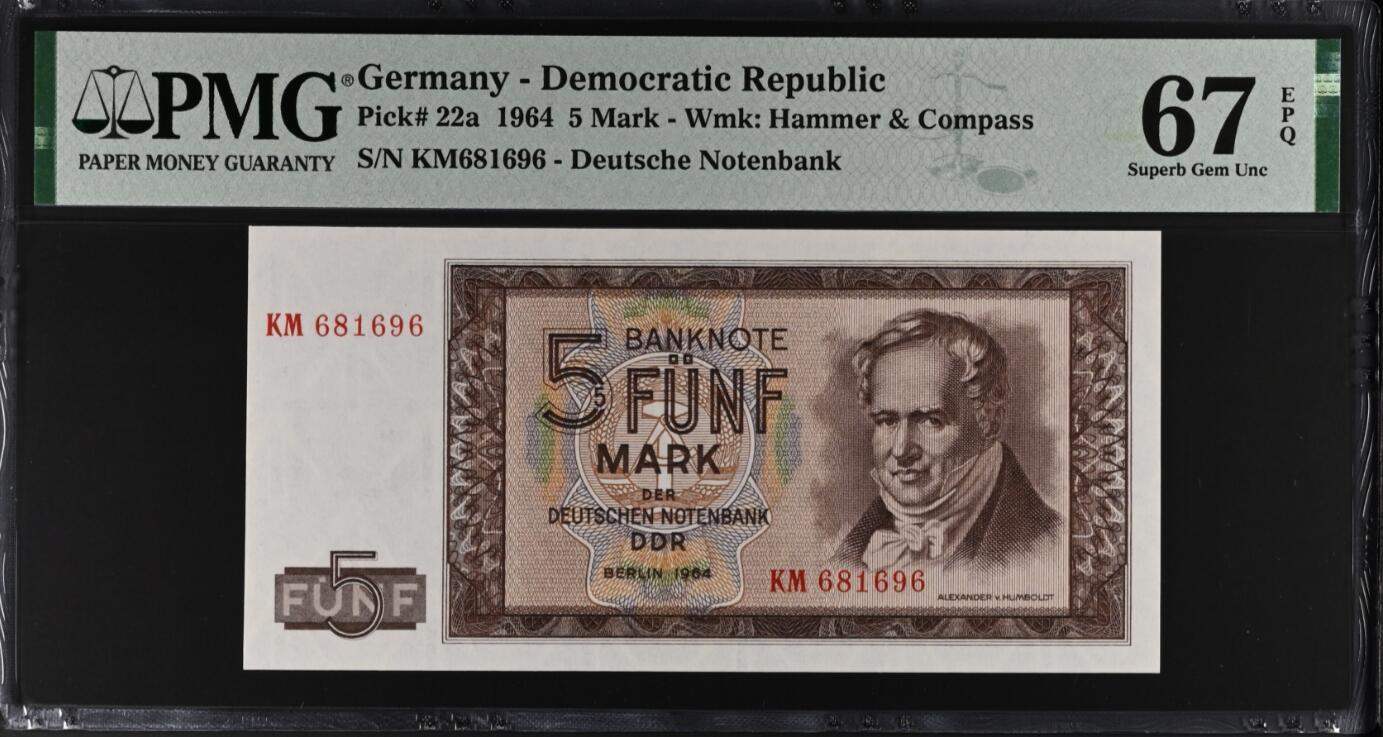 PMG®
PAPER MONEY GUARANTY
Germany - Democratic Republic
Pick# 22a 1964 5 Mark - Wmk: Hammer & Compass
S/N KM681696 - Deutsche Notenbank
67
EPQ
Superb Gem Unc
KM 681696
5
5
BANKNOTE
FÜNF
MARK
DER
DEUTSCHEN NOTENBANK
DDR
BERLIN 1964
KM 681696
ALEXANDER v. HUMBOLDT
5
FÜNF